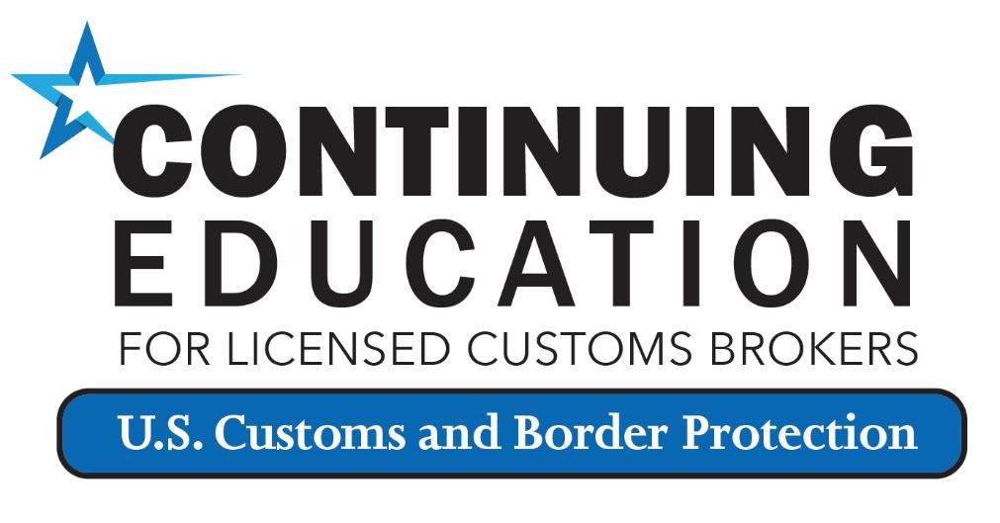 CONTINUING
EDUCATION
FOR LICENSED CUSTOMS BROKERS
U.S. Customs and Border Protection